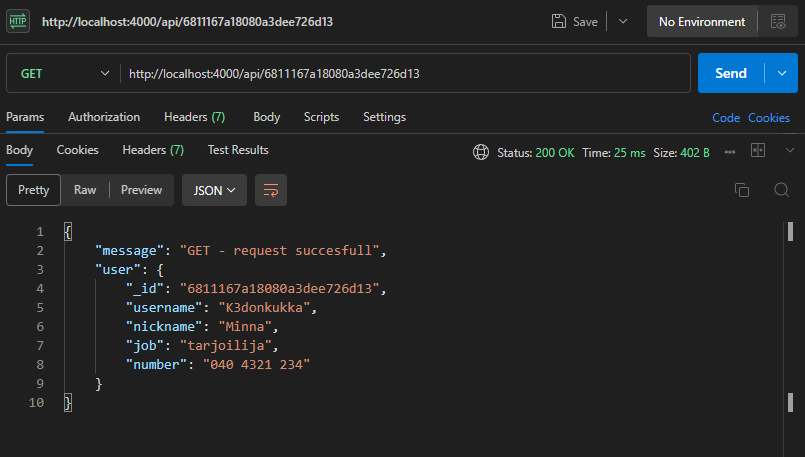 HTTP http://localhost:4000/api/6811167a18080a3dee726d13 Save No Environment
GET http://localhost:4000/api/6811167a18080a3dee726d13 Send
Params Authorization Headers (7) Body Scripts Settings Code Cookies
Body Cookies Headers (7) Test Results Status: 200 OK Time: 25 ms Size: 402 B
Pretty Raw Preview JSON
1 {
2 "message": "GET - request succesfull",
3 "user": {
4 "_id": "6811167a18080a3dee726d13",
5 "username": "K3donkukka",
6 "nickname": "Minna",
7 "job": "tarjoilija",
8 "number": "040 4321 234"
9 }
10 }